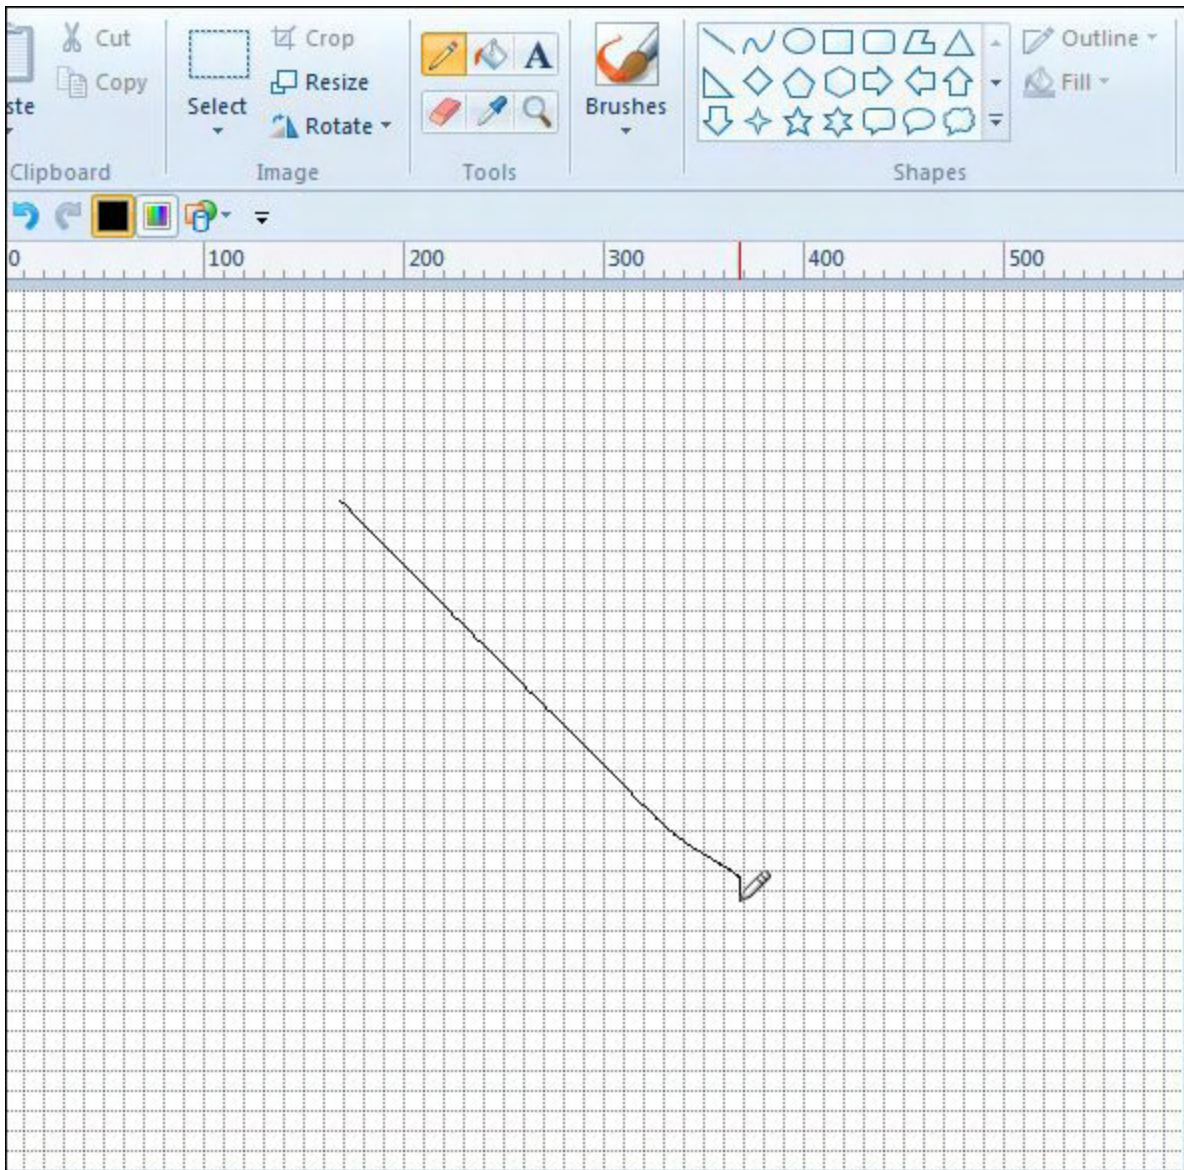 Cut
Crop
Outline
Copy
Resize
Fill
ste
Select
Rotate
A
Brushes
Clipboard
Image
Tools
Shapes
0 100 200 300 400 500